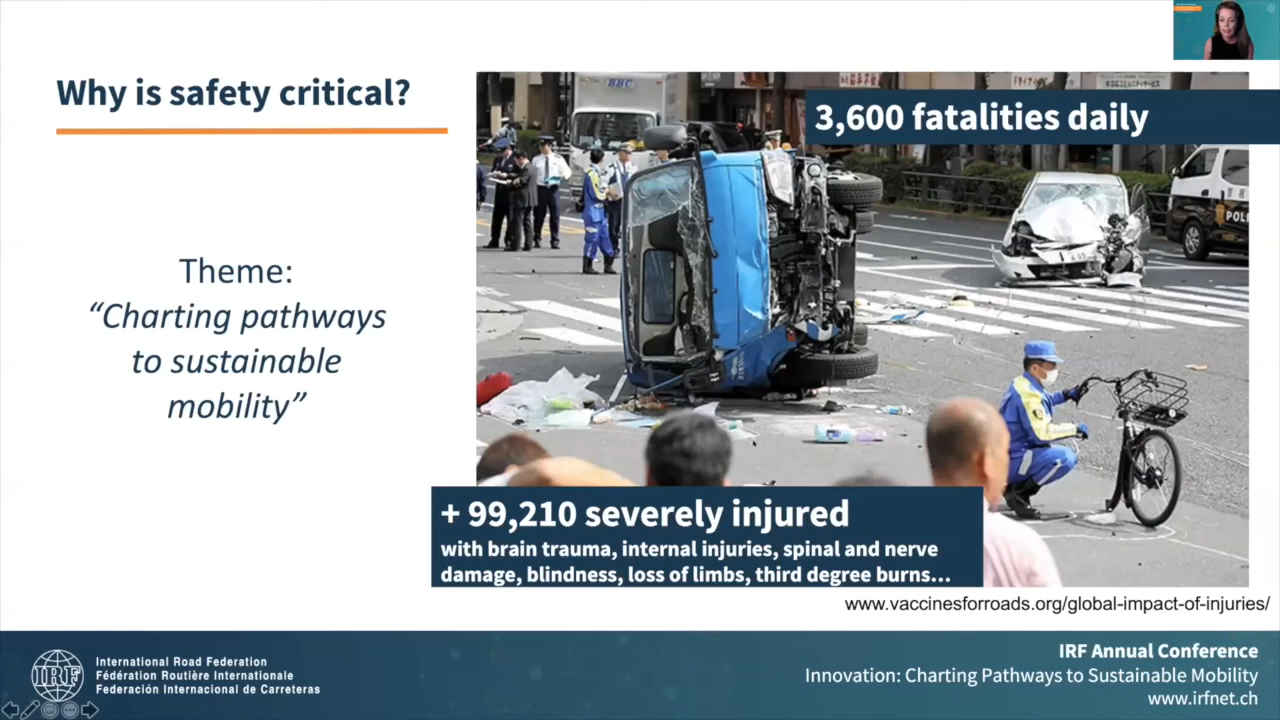 Why is safety critical?
3,600 fatalities daily
Theme:
“Charting pathways
to sustainable
mobility”
BBC
POL
+ 99,210 severely injured
with brain trauma, internal injuries, spinal and nerve
damage, blindness, loss of limbs, third degree burns...
www.vaccinesforroads.org/global-impact-of-injuries/
IRF
International Road Federation
Fédération Routière Internationale
Federación Internacional de Carreteras
IRF Annual Conference
Innovation: Charting Pathways to Sustainable Mobility
www.irfnet.ch